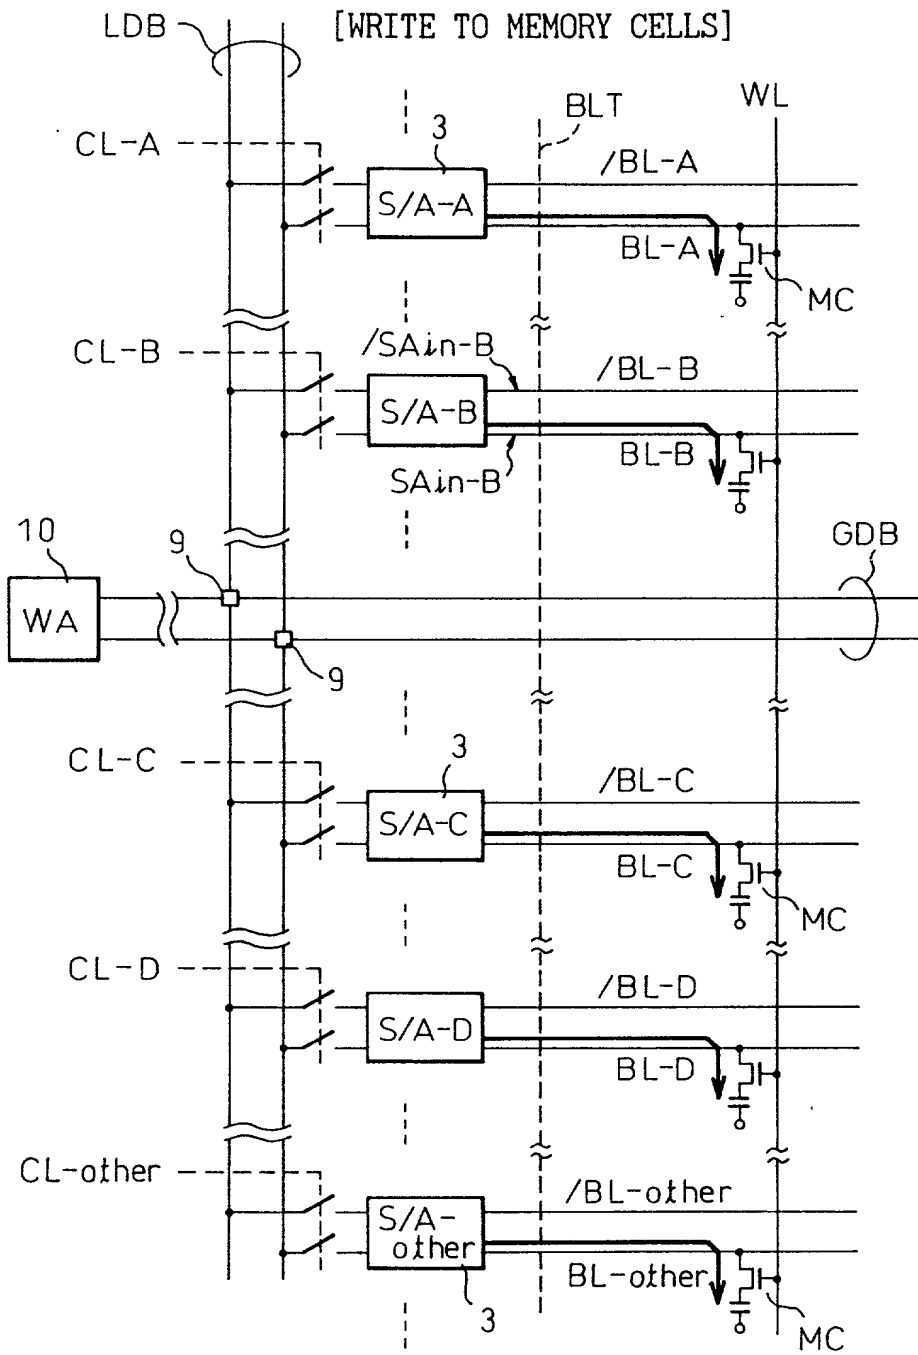 LDB [WRITE TO MEMORY CELLS]
BLT WL
CL-A 3 /BL-A
S/A-A
BL-A
MC
CL-B /SAin-B /BL-B
S/A-B
BL-B
SAin-B
10 9 GDB
WA
9
CL-C 3 /BL-C
S/A-C
BL-C
MC
CL-D /BL-D
S/A-D
BL-D
CL-other /BL-other
S/A-
other
BL-other
3 MC